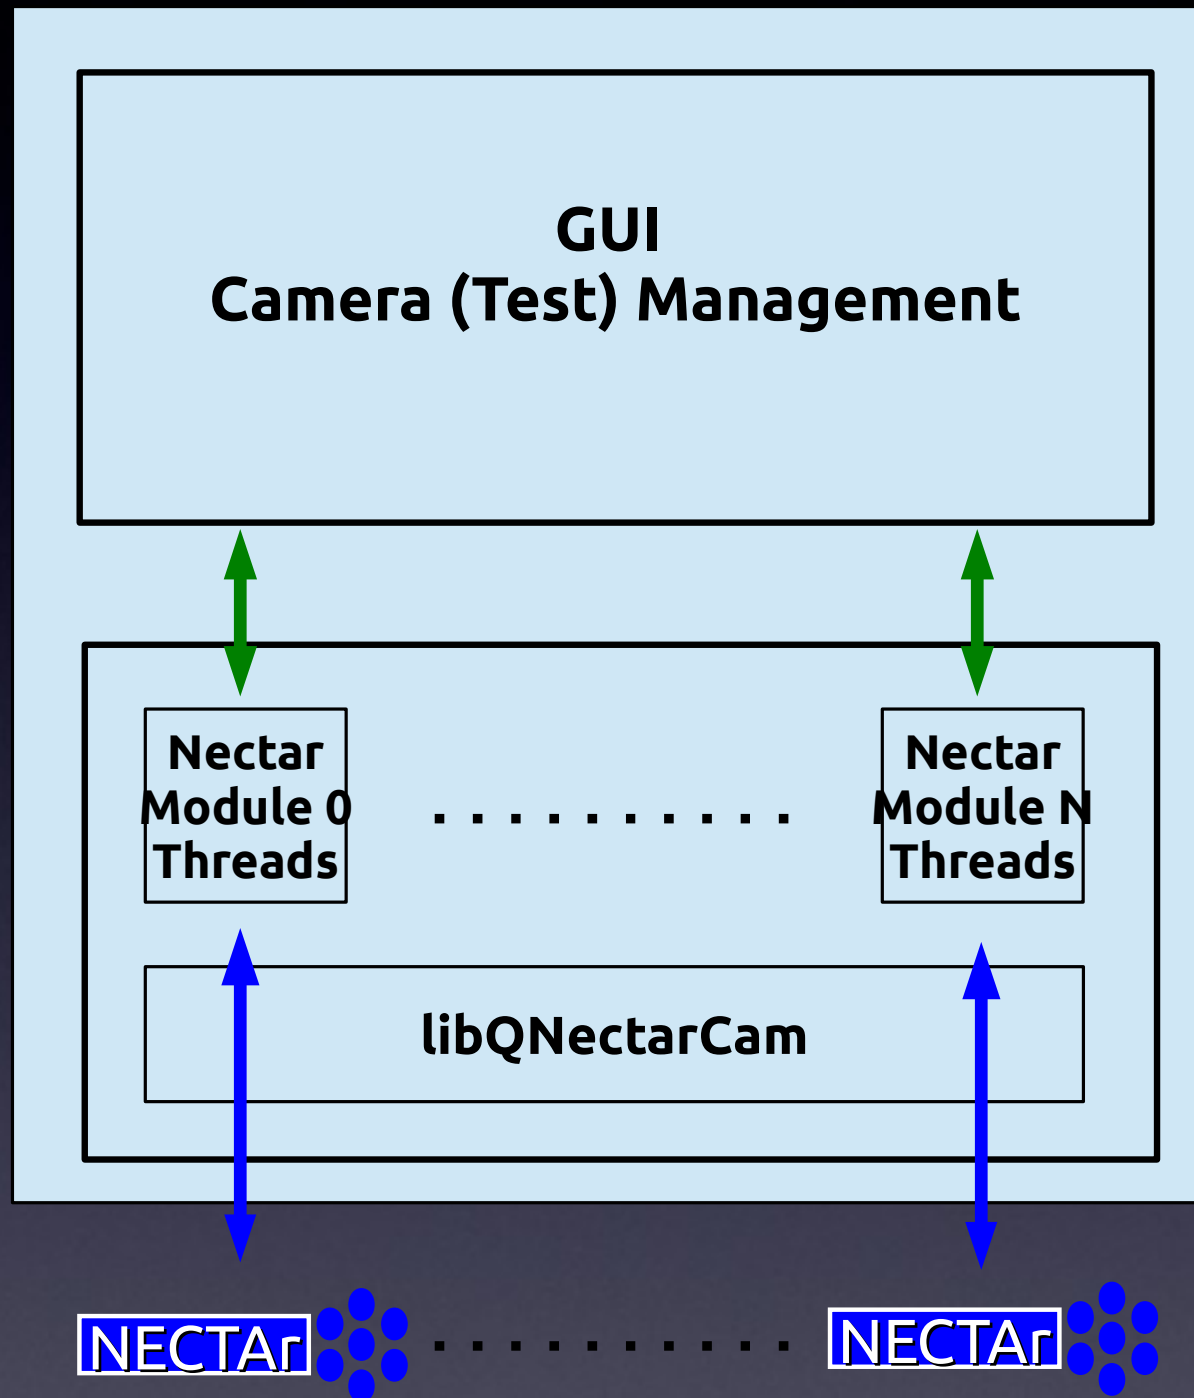 GUI
Camera (Test) Management
Nectar
Module 0
Threads
. . . . . . . . . .
Nectar
Module N
Threads
libQNectarCam
NECTAr
. . . . . . . . . .
NECTAr